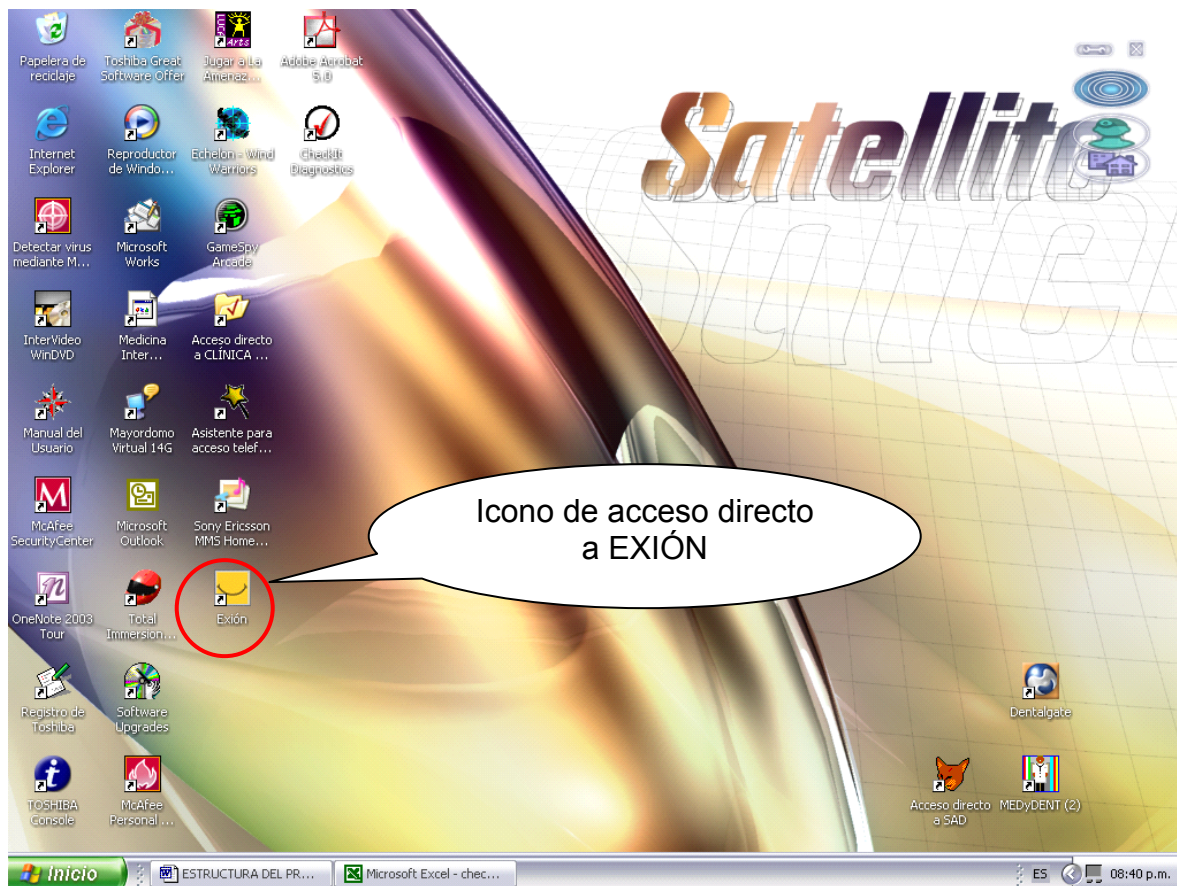 Satellite
Papelera de
reciclaje
Toshiba Great
Software Offer
Jugar a La
Amenaz...
Adobe Acrobat
5.0
Internet
Explorer
Reproductor
de Windo...
Echelon - Wind
Warriors
CheckIt
Diagnostics
Detectar virus
mediante M...
Microsoft
Works
GameSpy
Arcade
InterVideo
WinDVD
Medicina
Inter...
Acceso directo
a CLÍNICA ...
Manual del
Usuario
Mayordomo
Virtual 14G
Asistente para
acceso telef...
McAfee
SecurityCenter
Microsoft
Outlook
Sony Ericsson
MMS Home...
Icono de acceso directo
a EXIÓN
OneNote 2003
Tour
Total
Immersion...
Exión
Registro de
Toshiba
Software
Upgrades
Dentalgate
TOSHIBA
Console
McAfee
Personal ...
Acceso directo
a SAD
MEDyDENT (2)
Inicio
ESTRUCTURA DEL PR...
Microsoft Excel - chec...
ES
08:40 p.m.